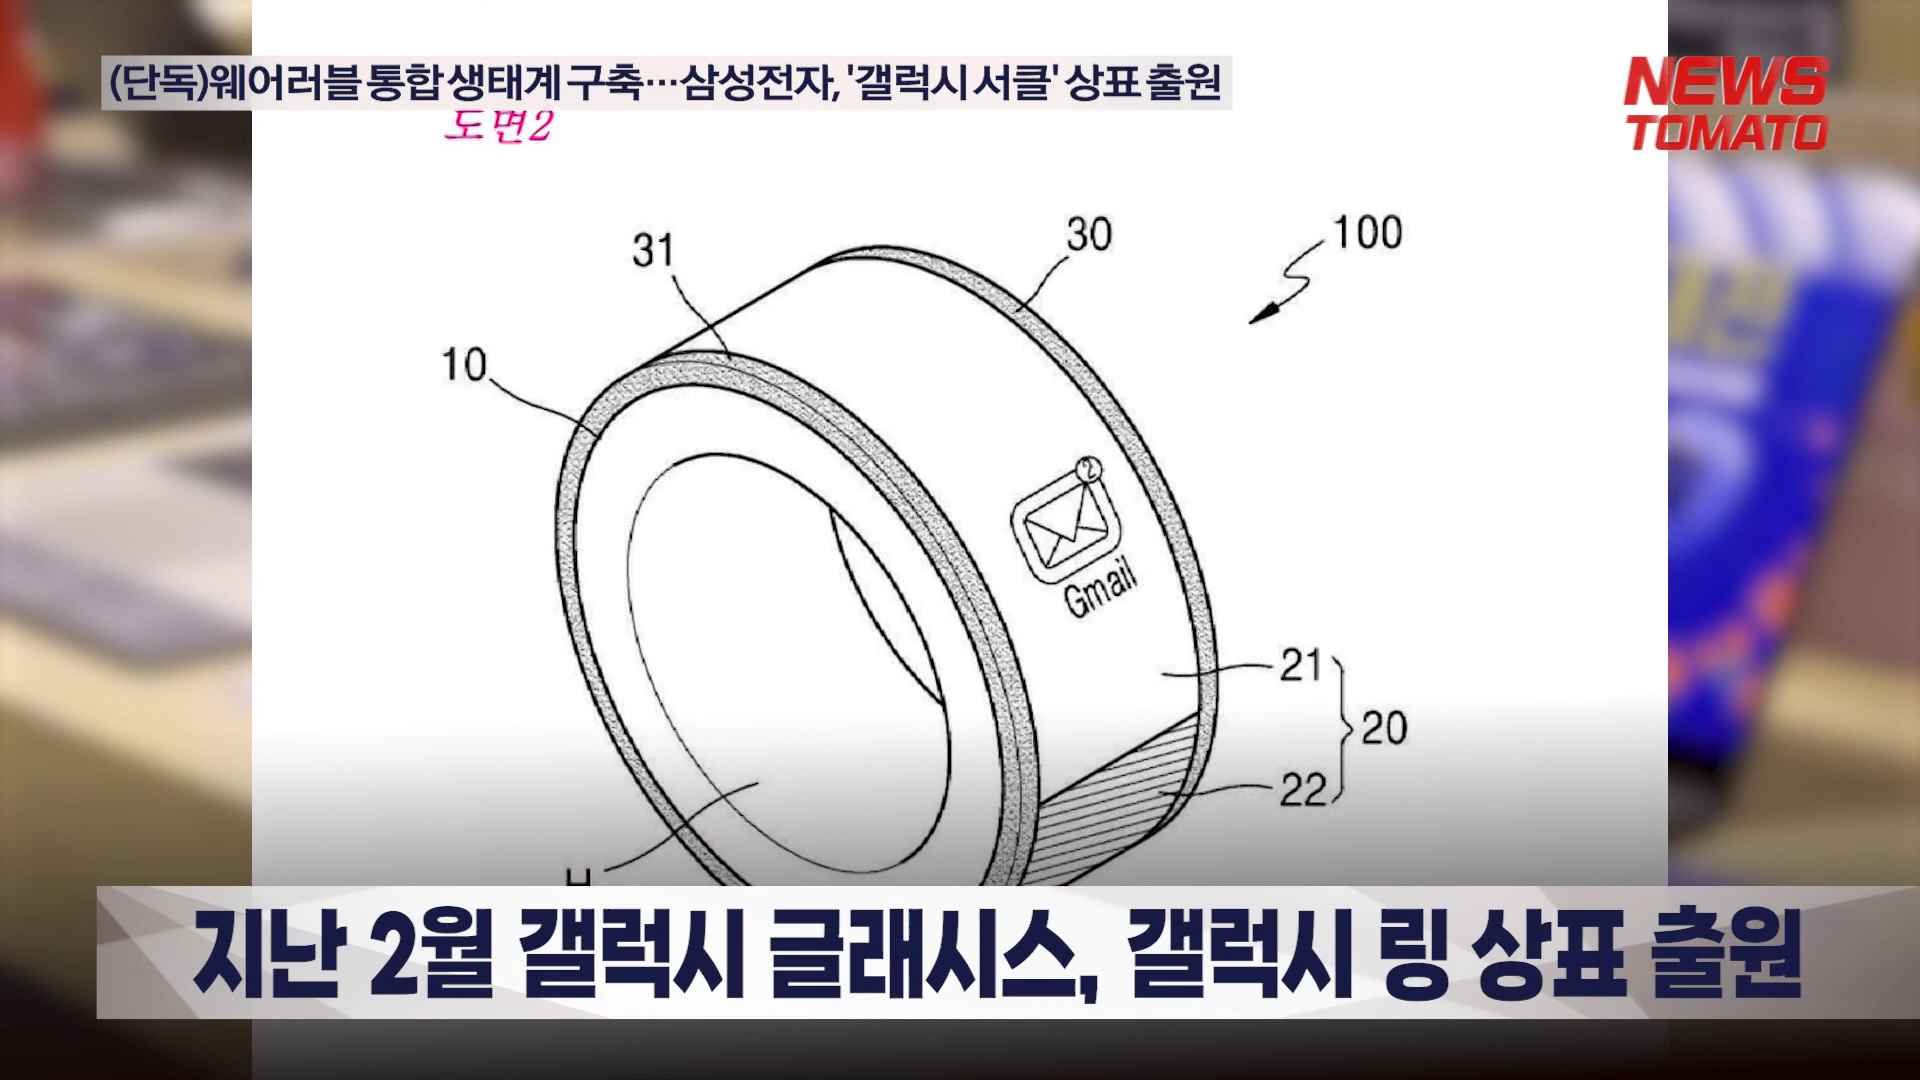 (단독)웨어러블 통합 생태계 구축…삼성전자, '갤럭시 서클' 상표 출원
NEWS
TOMATO
도면2
31
30
100
10
2
Gmail
21
20
22
H
지난 2월 갤럭시 글래시스, 갤럭시 링 상표 출원